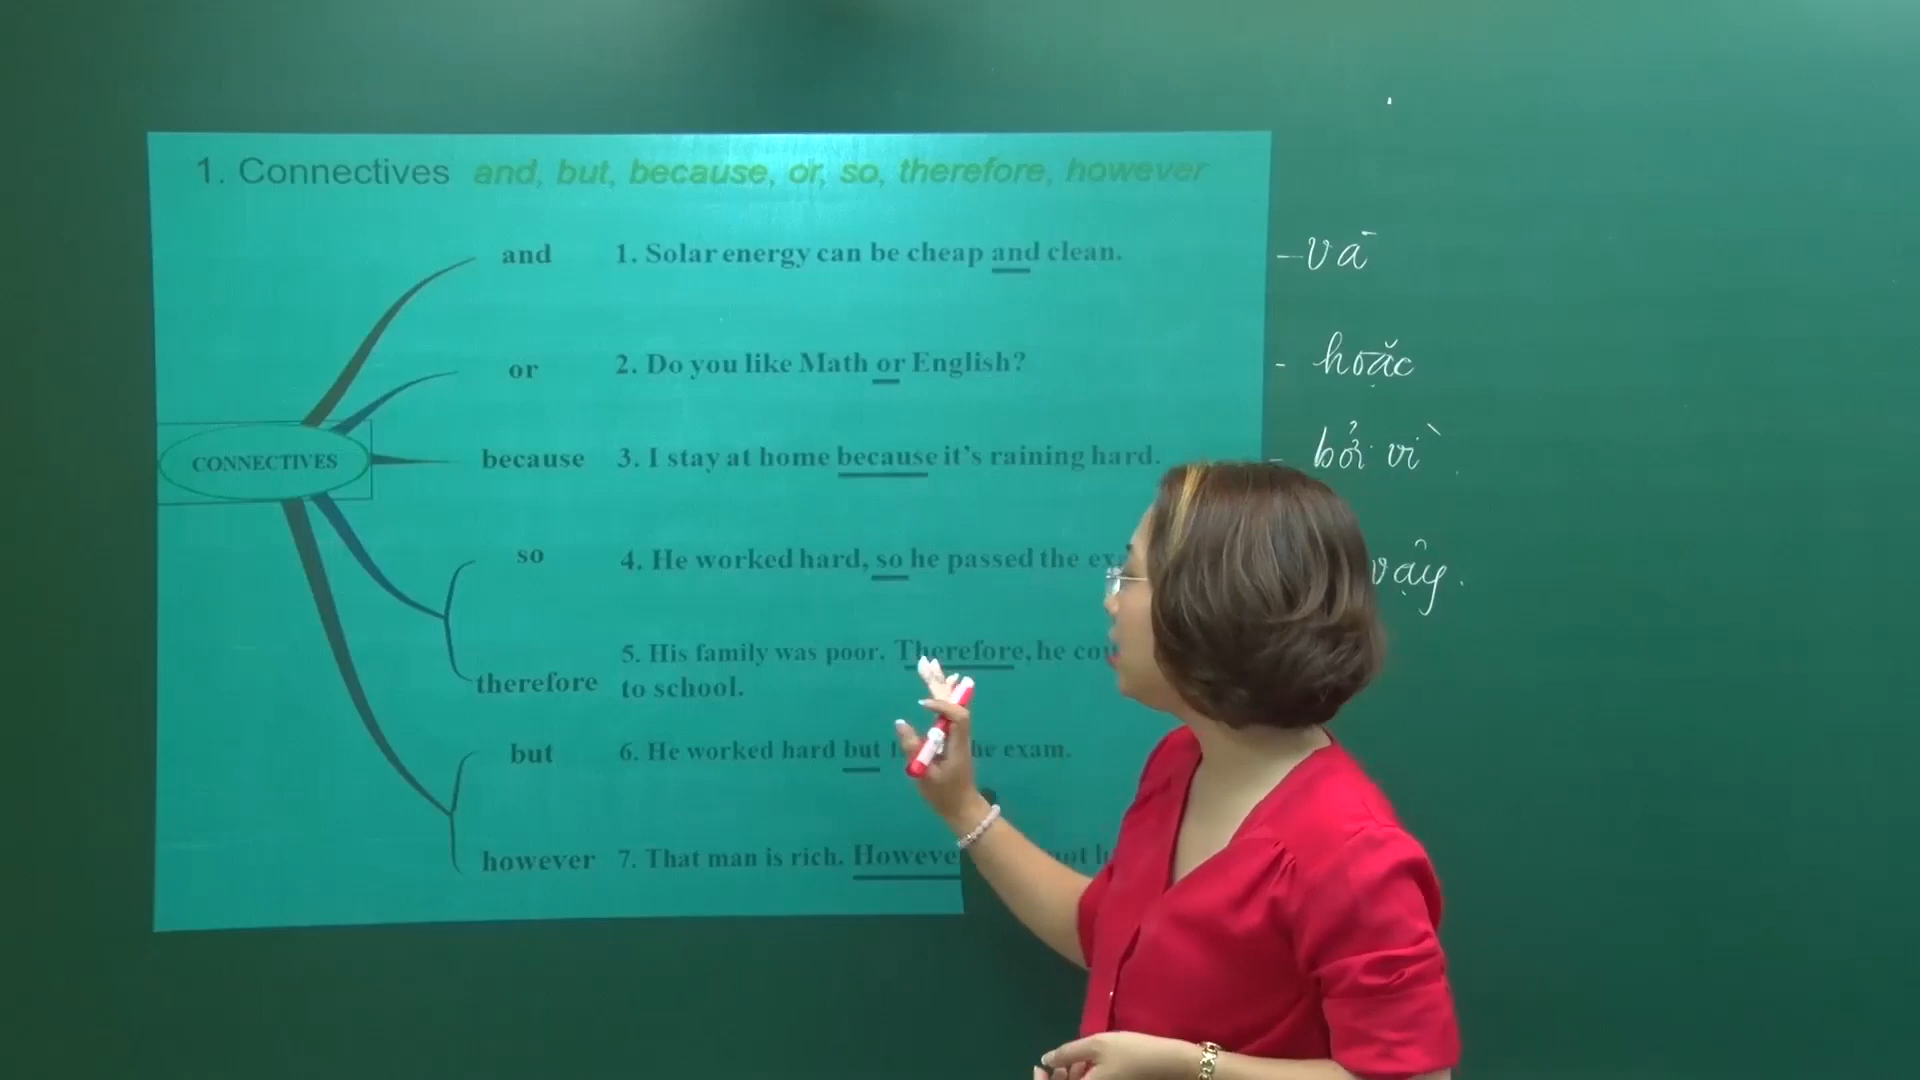 1. Connectives and, but, because, or, so, therefore, however
and 1. Solar energy can be cheap and clean. - và
or 2. Do you like Math or English? - hoặc
CONNECTIVES
because 3. I stay at home because it's raining hard. - bởi vì
so 4. He worked hard, so he passed the vậy.
5. His family was poor. Therefore, he
therefore to school.
but 6. He worked hard but exam.
however 7. That man is rich.